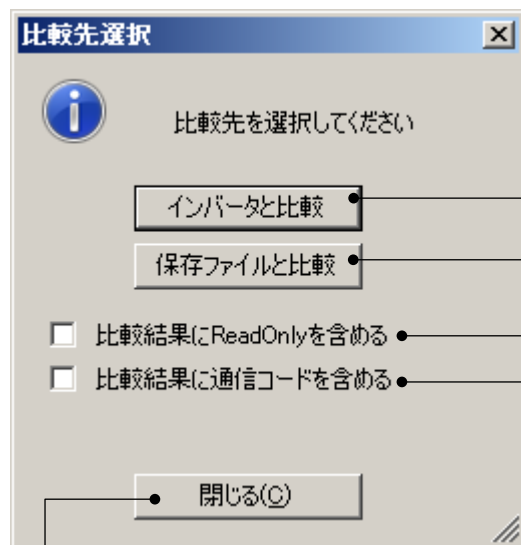 比較先選択
比較先を選択してください
インバータと比較
保存ファイルと比較
比較結果にReadOnlyを含める
比較結果に通信コードを含める
閉じる(C)